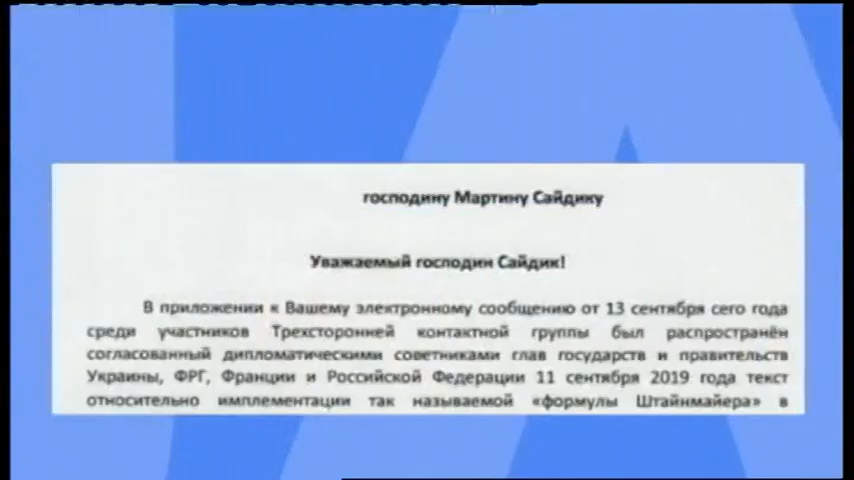 господину Мартину Сайдику
Уважаемый господин Сайдик!
В приложении к Вашему электронному сообщению от 13 сентября сего года
среди участников Трехсторонней контактной группы был распространён
согласованный дипломатическими советниками глав государств и правительств
Украины, ФРГ, Франции и Российской Федерации 11 сентября 2019 года текст
относительно имплементации так называемой «формулы Штайнмайера» в